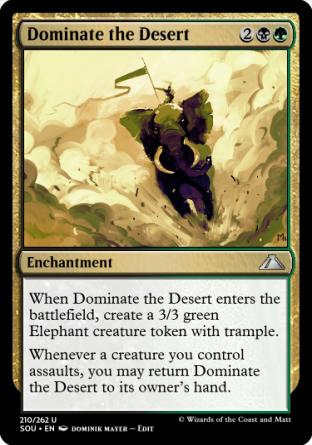 Dominate the Desert 2
Enchantment
When Dominate the Desert enters the
battlefield, create a 3/3 green
Elephant creature token with trample.
Whenever a creature you control
assaults, you may return Dominate
the Desert to its owner's hand.
210/262 U
SOU • EN DOMINIK MAYER — EDIT
© Wizards of the Coast and Matt